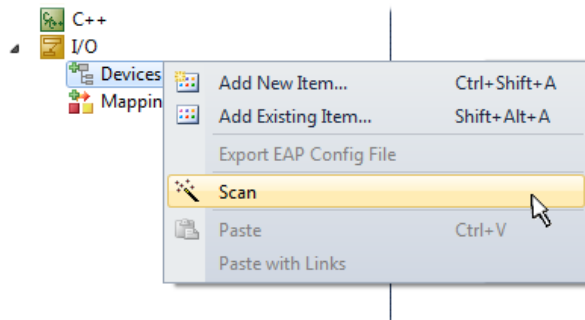 C++
I/O
Devices
Mappin
Add New Item... Ctrl+Shift+A
Add Existing Item... Shift+Alt+A
Export EAP Config File
Scan
Paste Ctrl+V
Paste with Links